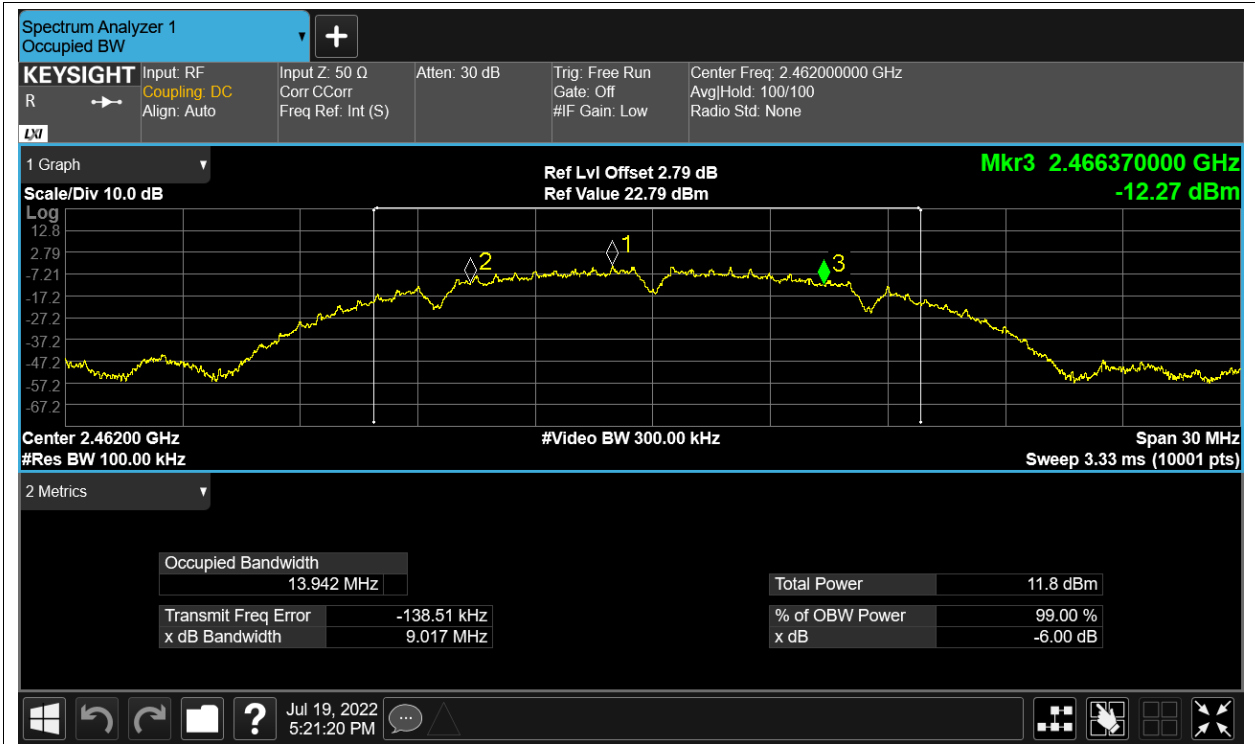 Spectrum Analyzer 1
Occupied BW
KEYSIGHT
R
LXI
Input: RF
Coupling: DC
Align: Auto
Input Z: 50 Ω
Corr CCorr
Freq Ref: Int (S)
Atten: 30 dB
Trig: Free Run
Gate: Off
#IF Gain: Low
Center Freq: 2.462000000 GHz
Avg|Hold: 100/100
Radio Std: None
1 Graph
Scale/Div 10.0 dB
Ref Lvl Offset 2.79 dB
Ref Value 22.79 dBm
Mkr3 2.466370000 GHz
-12.27 dBm
Log
12.8
2.79
-7.21
-17.2
-27.2
-37.2
-47.2
-57.2
-67.2
2
1
3
Center 2.46200 GHz
#Res BW 100.00 kHz
#Video BW 300.00 kHz
Span 30 MHz
Sweep 3.33 ms (10001 pts)
2 Metrics
Occupied Bandwidth
13.942 MHz
Transmit Freq Error -138.51 kHz
x dB Bandwidth 9.017 MHz
Total Power 11.8 dBm
% of OBW Power 99.00 %
x dB -6.00 dB
?
Jul 19, 2022
5:21:20 PM